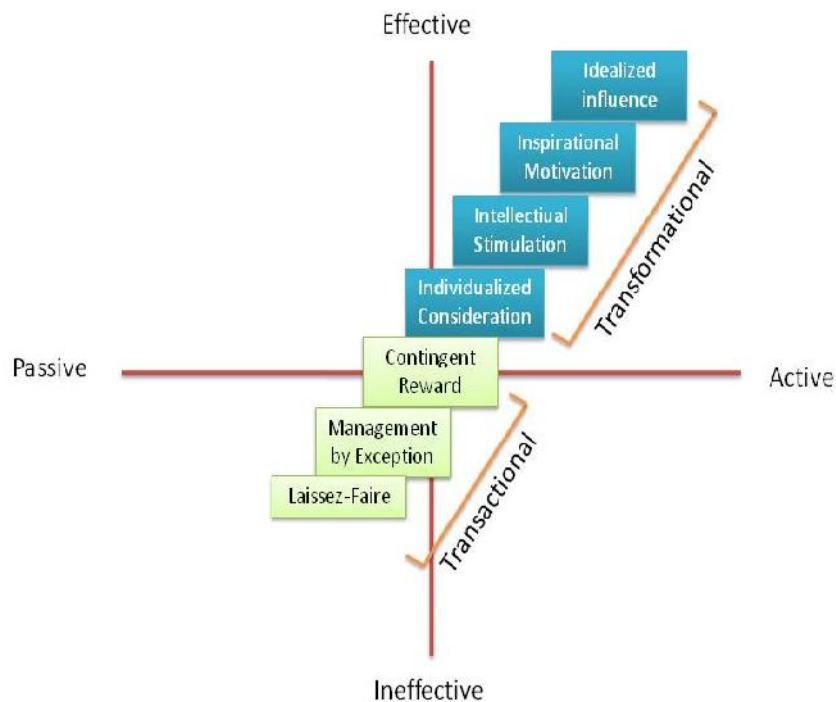 Effective
Idealized
influence
Inspirational
Motivation
Intellectiual
Stimulation
Individualized
Consideration
Transformational
Contingent
Reward
Passive
Active
Management
by Exception
Laissez-Faire
Transactional
Ineffective